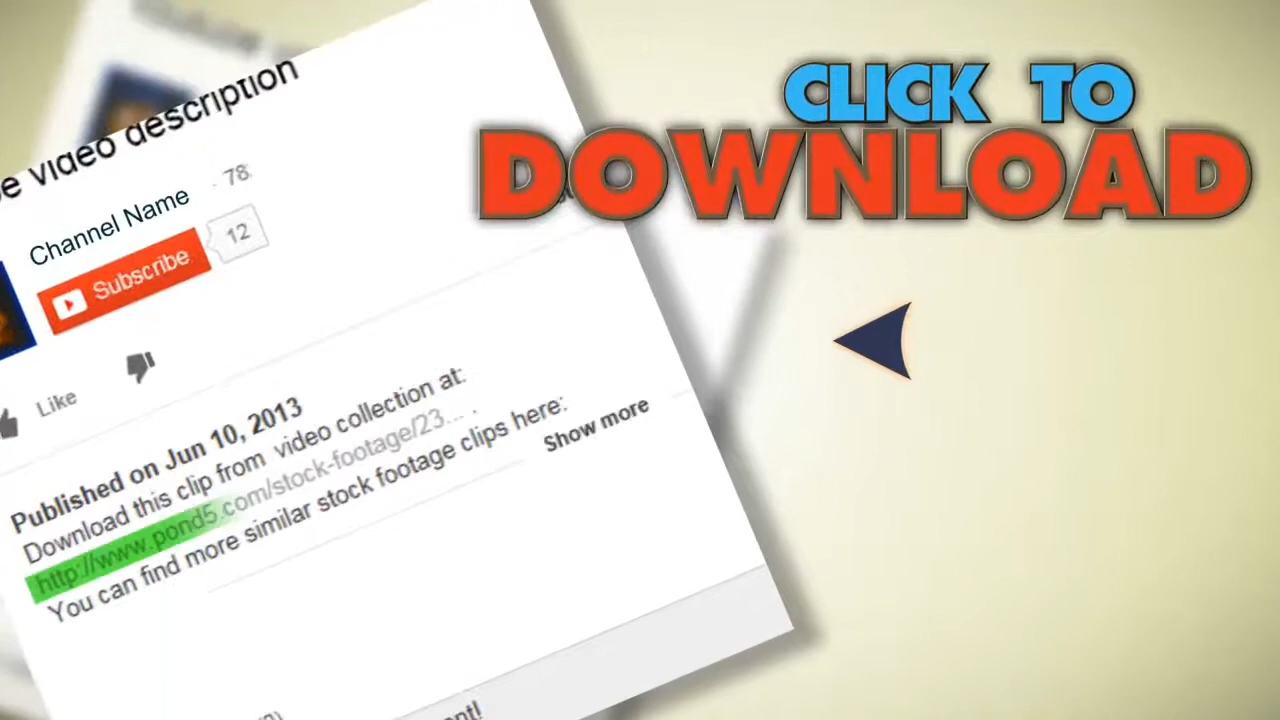 CLICK TO
DOWNLOAD
video description
Channel Name
78
Subscribe
12
Like
Published on Jun 10, 2013
Download this clip from video collection at:
http://www.pond5.com/stock-footage/23...
You can find more similar stock footage clips here:
Show more